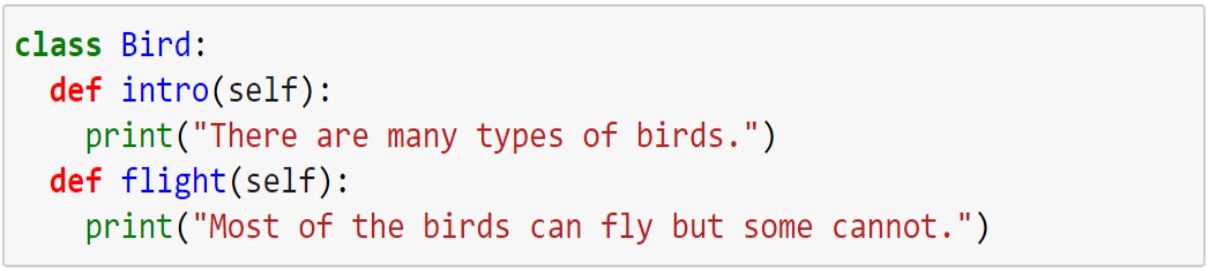 class Bird:
  def intro(self):
    print("There are many types of birds.")
  def flight(self):
    print("Most of the birds can fly but some cannot.")